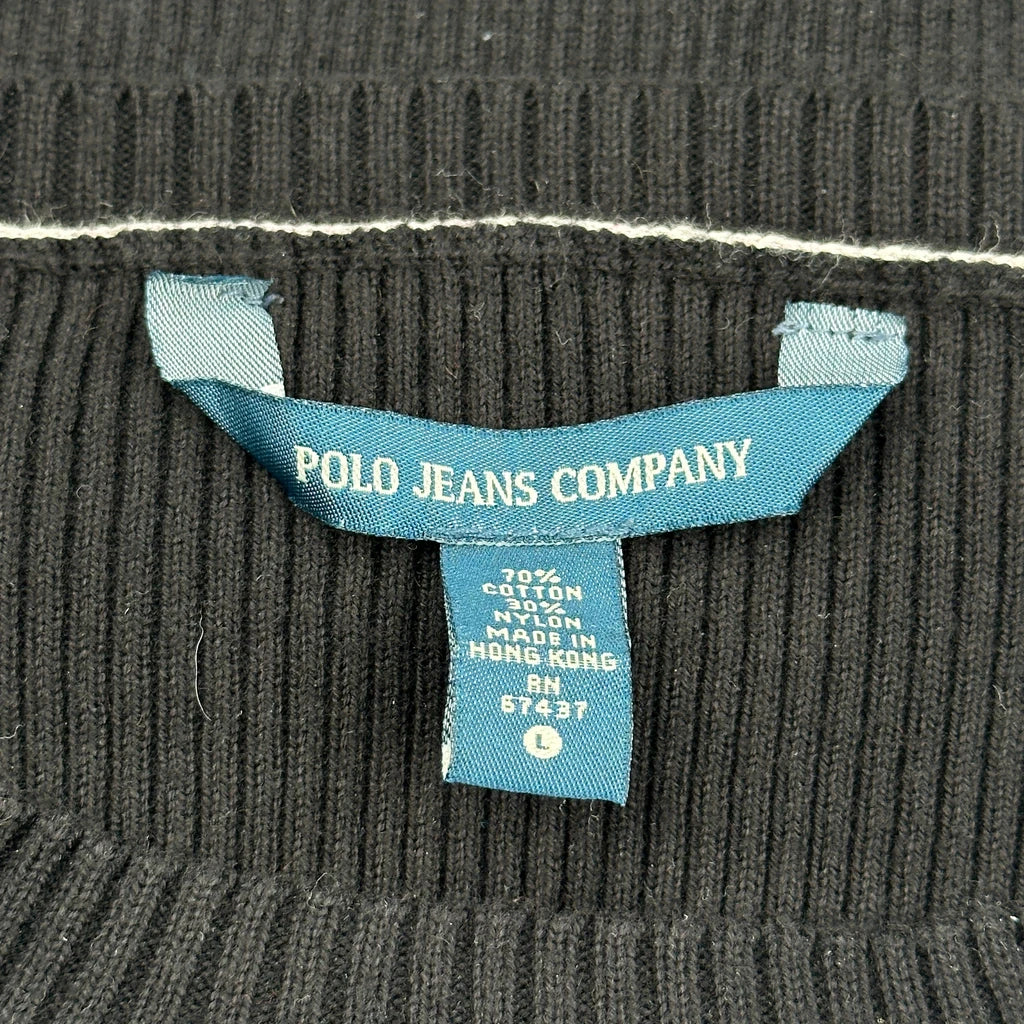 POLO JEANS COMPANY
70%
COTTON
30%
NYLON
MADE IN
HONG KONG
RN
67437
L